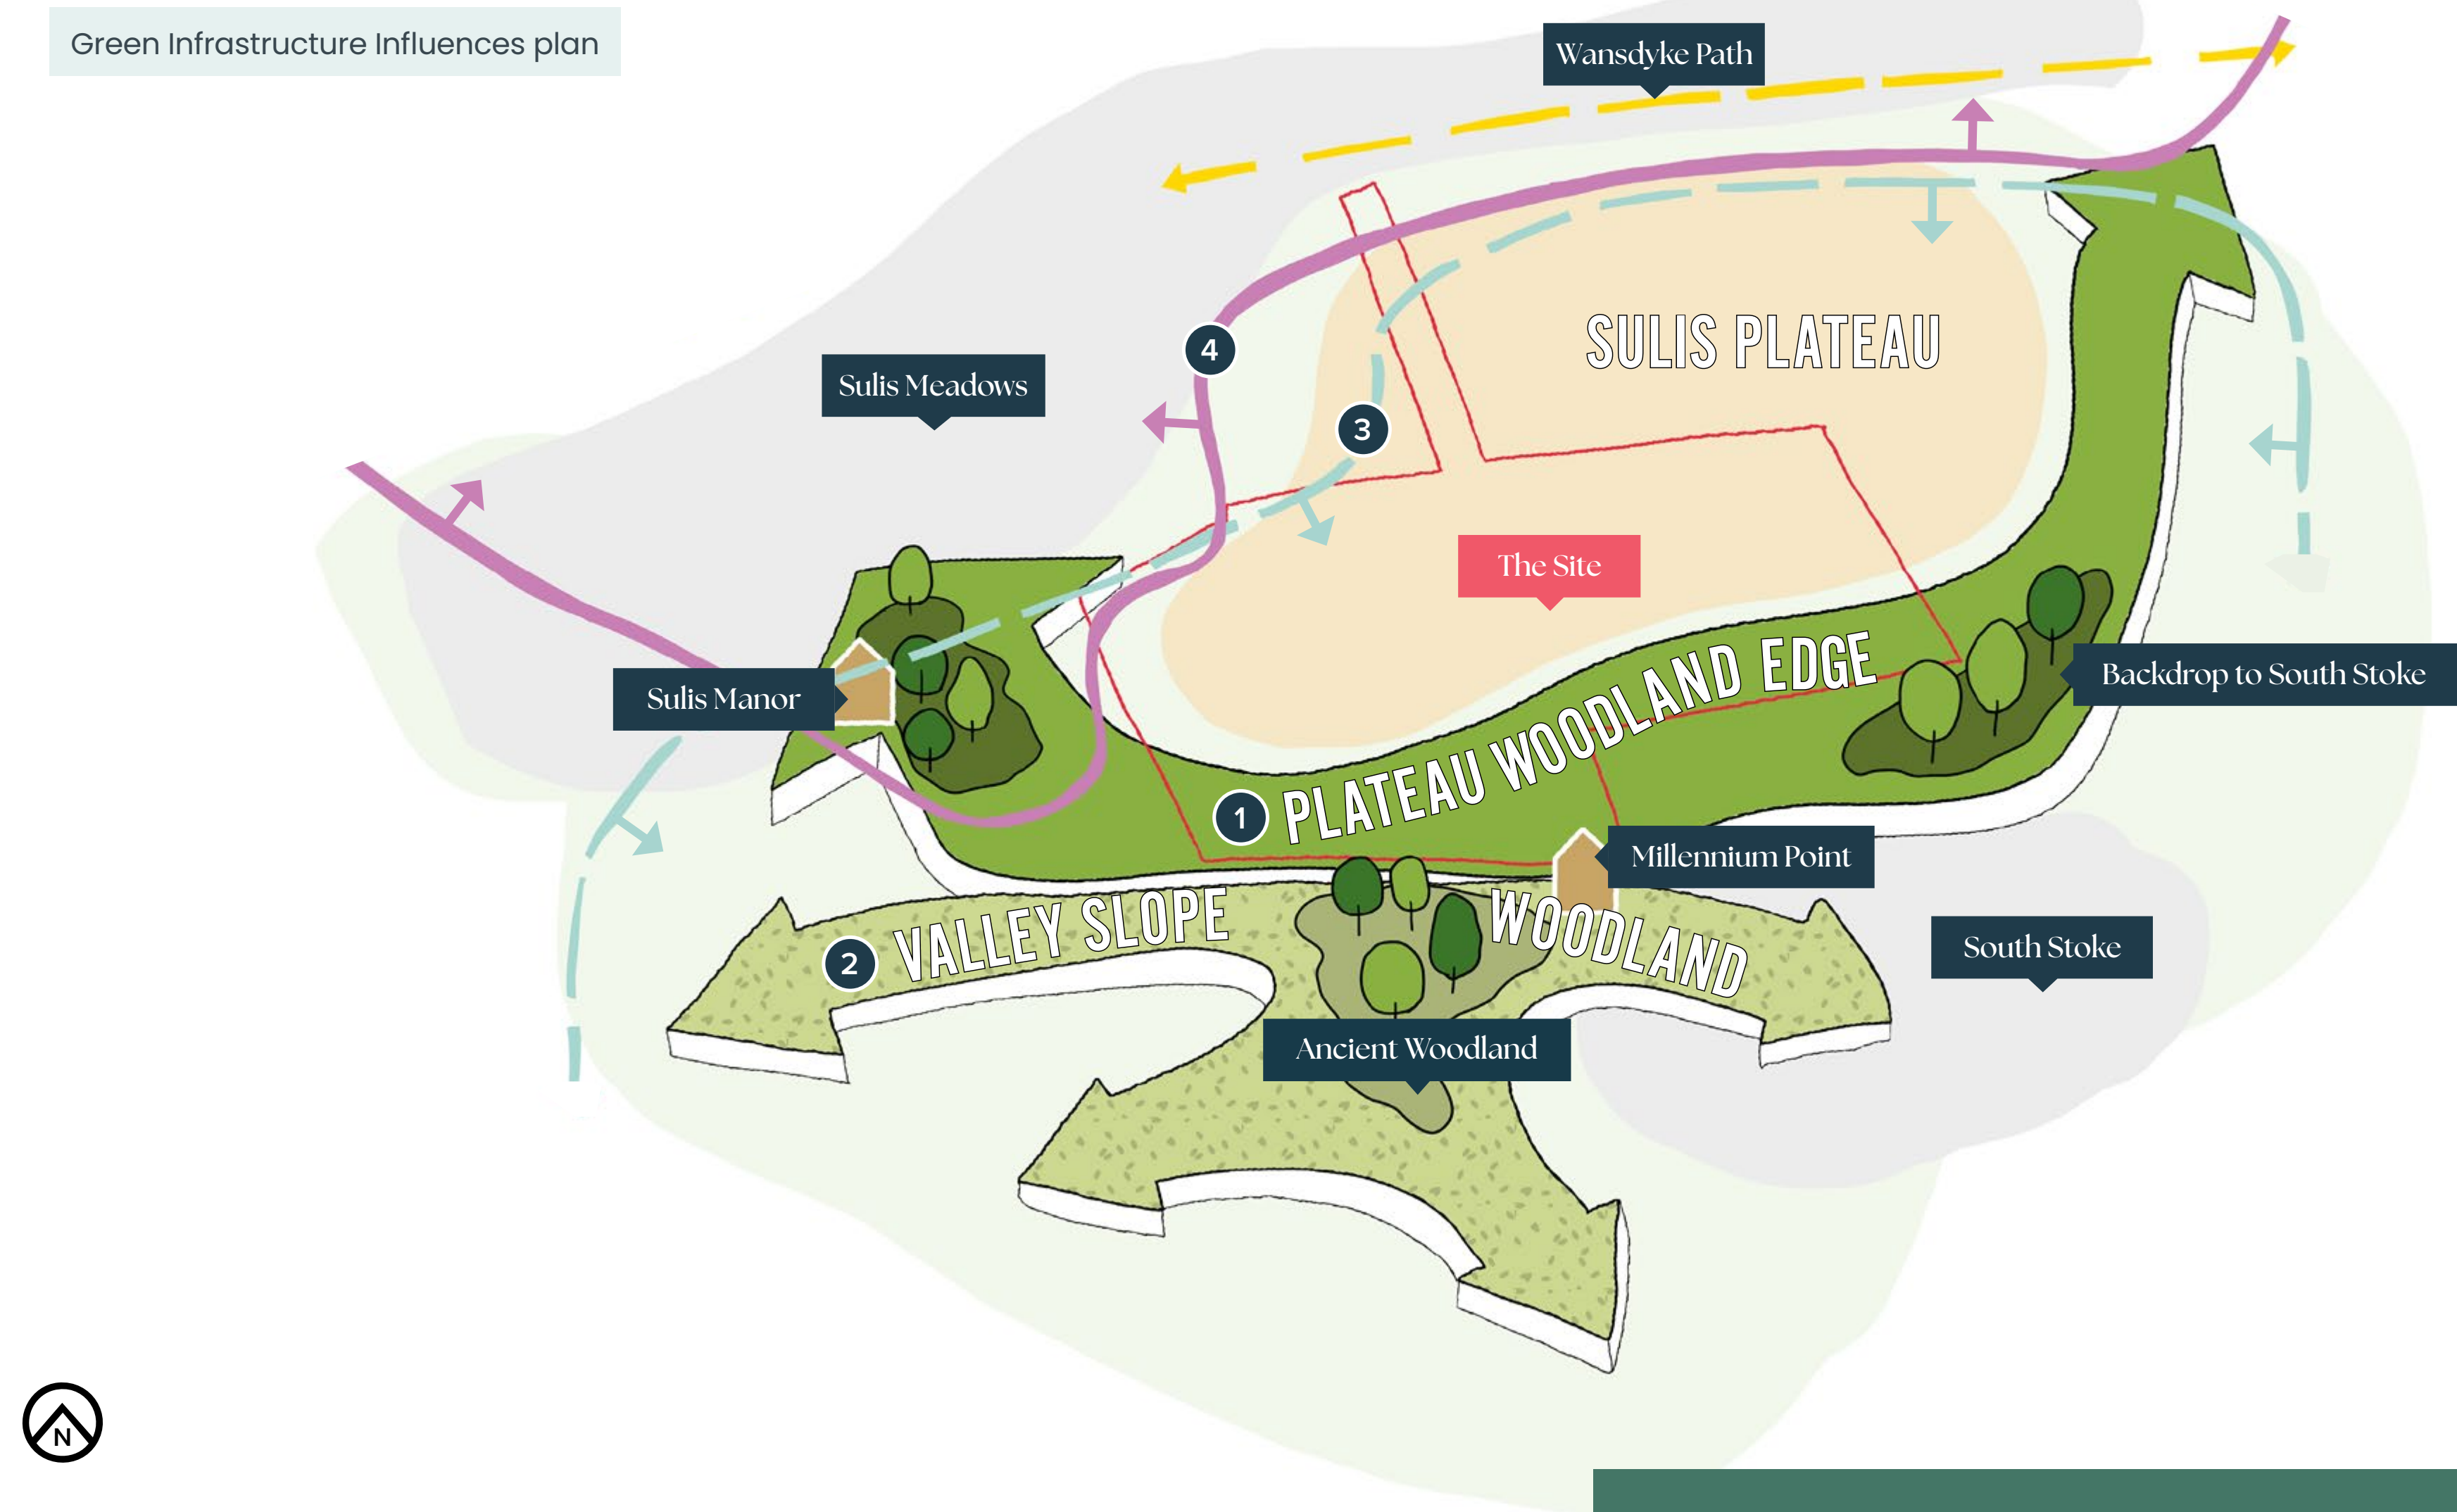 Green Infrastructure Influences plan
Wansdyke Path
SULIS PLATEAU
4
Sulis Meadows
3
The Site
Sulis Manor
Backdrop to South Stoke
1 PLATEAU WOODLAND EDGE
Millennium Point
2 VALLEY SLOPE WOODLAND
South Stoke
Ancient Woodland
N